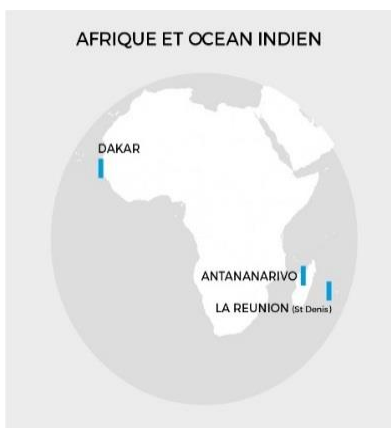 AFRIQUE ET OCEAN INDIEN
DAKAR
ANTANANARIVO
LA REUNION (St Denis)